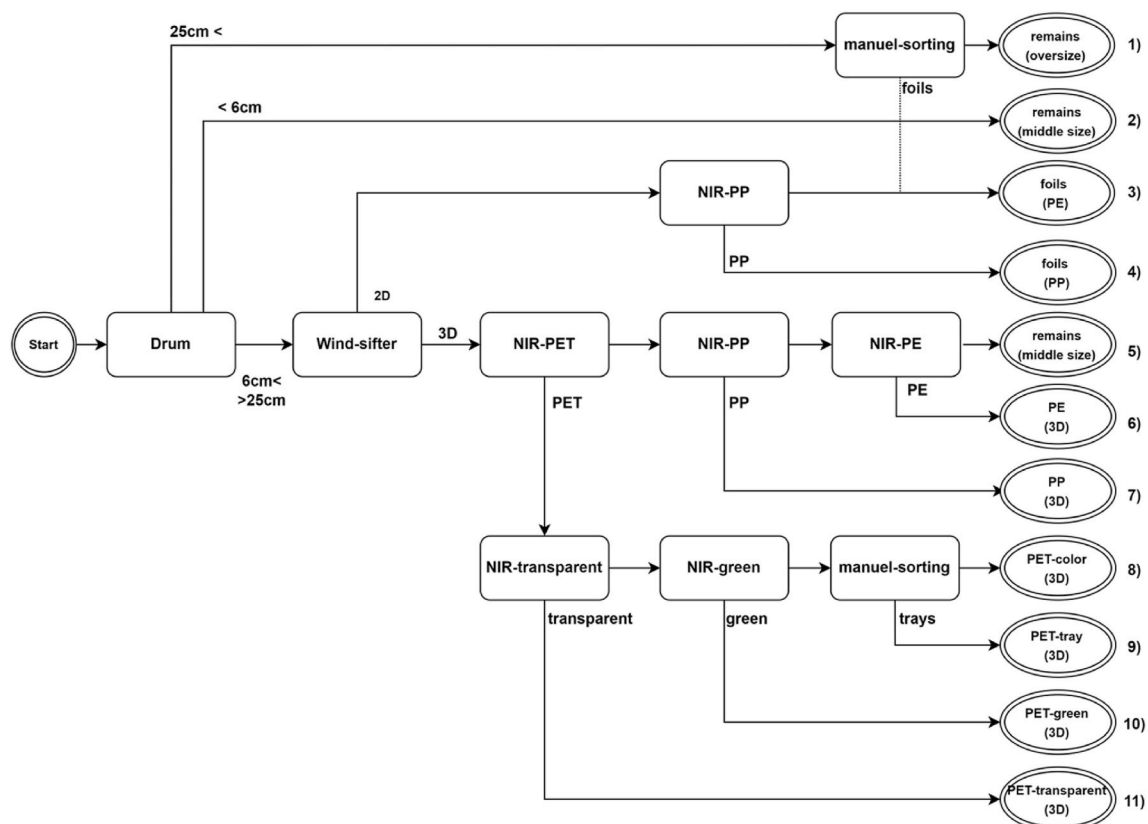 25cm <
manuel-sorting
remains
(oversize)
1)
foils
< 6cm
remains
(middle size)
2)
NIR-PP
foils
(PE)
3)
PP
foils
(PP)
4)
2D
Start
Drum
Wind-sifter
3D
NIR-PET
NIR-PP
NIR-PE
remains
(middle size)
5)
6cm<
>25cm
PET
PP
PE
PE
(3D)
6)
PP
(3D)
7)
NIR-transparent
NIR-green
manuel-sorting
PET-color
(3D)
8)
transparent
green
trays
PET-tray
(3D)
9)
PET-green
(3D)
10)
PET-transparent
(3D)
11)